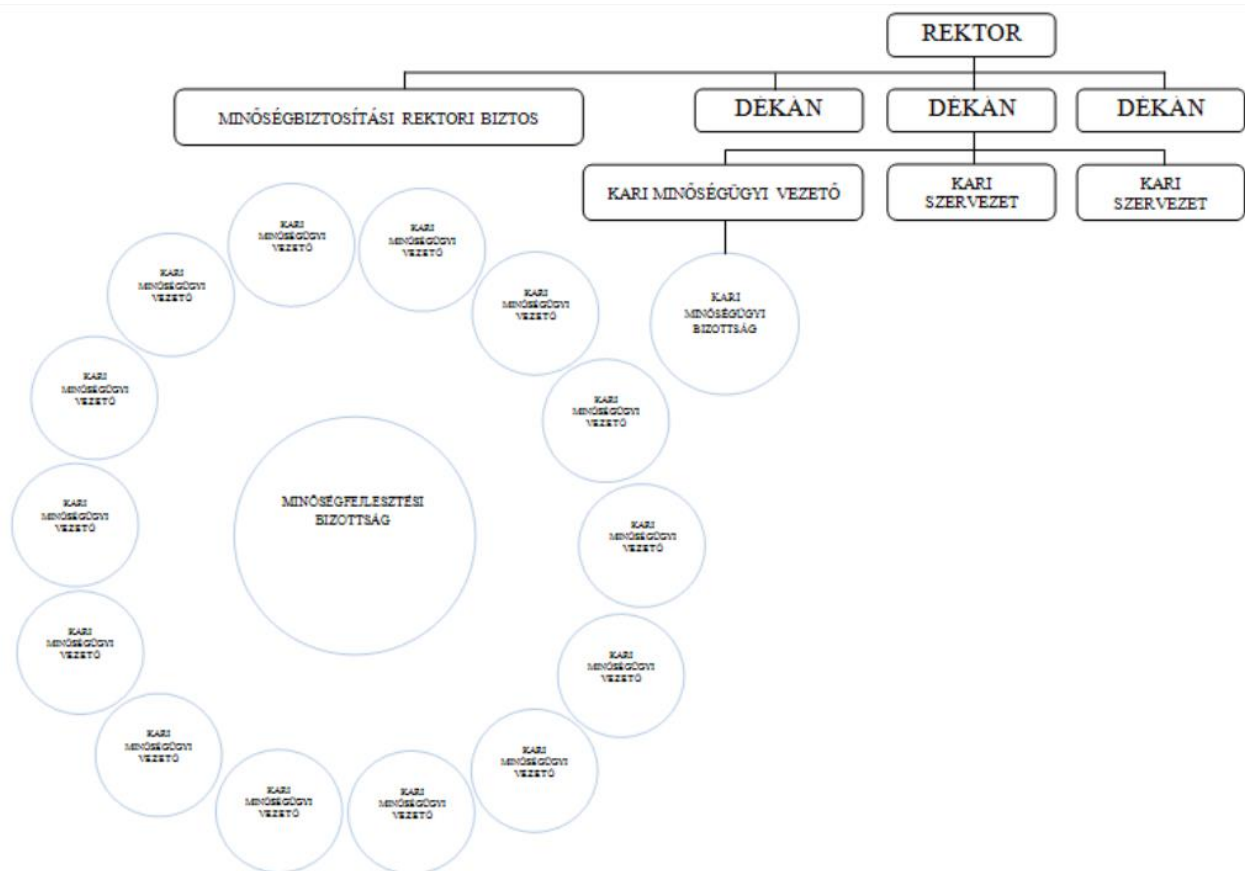 REKTOR
MINŐSÉGBIZTOSÍTÁSI REKTORI BIZTOS
DÉKÁN
DÉKÁN
DÉKÁN
KARI MINŐSÉGÜGYI VEZETŐ
KARI
SZERVEZET
KARI
SZERVEZET
KARI
MINŐSÉGÜGYI
BIZOTTSÁG
KARI
MINŐSÉGÜGYI
VEZETŐ
KARI
MINŐSÉGÜGYI
VEZETŐ
KARI
MINŐSÉGÜGYI
VEZETŐ
KARI
MINŐSÉGÜGYI
VEZETŐ
KARI
MINŐSÉGÜGYI
VEZETŐ
KARI
MINŐSÉGÜGYI
VEZETŐ
KARI
MINŐSÉGÜGYI
VEZETŐ
KARI
MINŐSÉGÜGYI
VEZETŐ
KARI
MINŐSÉGÜGYI
VEZETŐ
KARI
MINŐSÉGÜGYI
VEZETŐ
KARI
MINŐSÉGÜGYI
VEZETŐ
KARI
MINŐSÉGÜGYI
VEZETŐ
KARI
MINŐSÉGÜGYI
VEZETŐ
KARI
MINŐSÉGÜGYI
VEZETŐ
MINŐSÉGFEJLESZTÉSI
BIZOTTSÁG